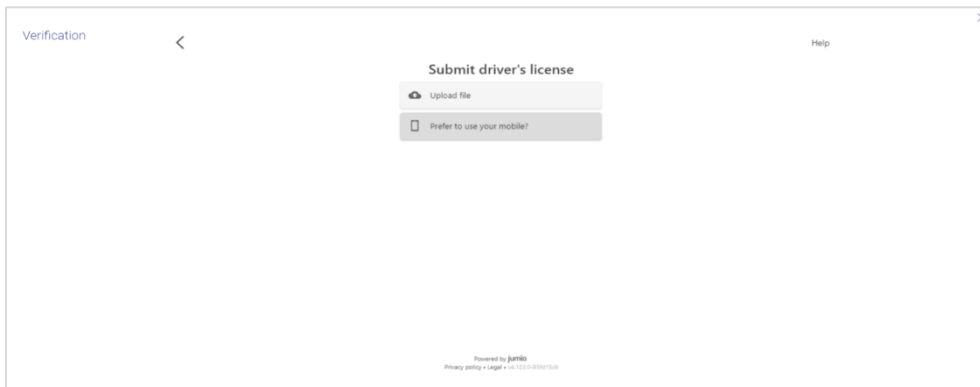 Verification
Help
Submit driver's license
Upload file
Prefer to use your mobile?
Powered by jumio
Privacy policy • Legal •